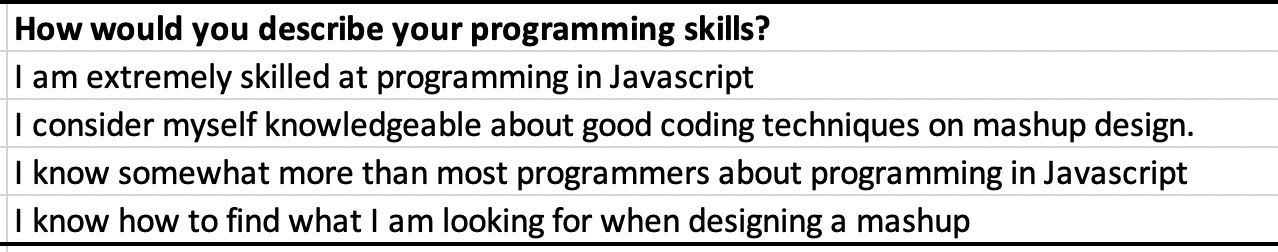 How would you describe your programming skills?
I am extremely skilled at programming in Javascript
I consider myself knowledgeable about good coding techniques on mashup design.
I know somewhat more than most programmers about programming in Javascript
I know how to find what I am looking for when designing a mashup